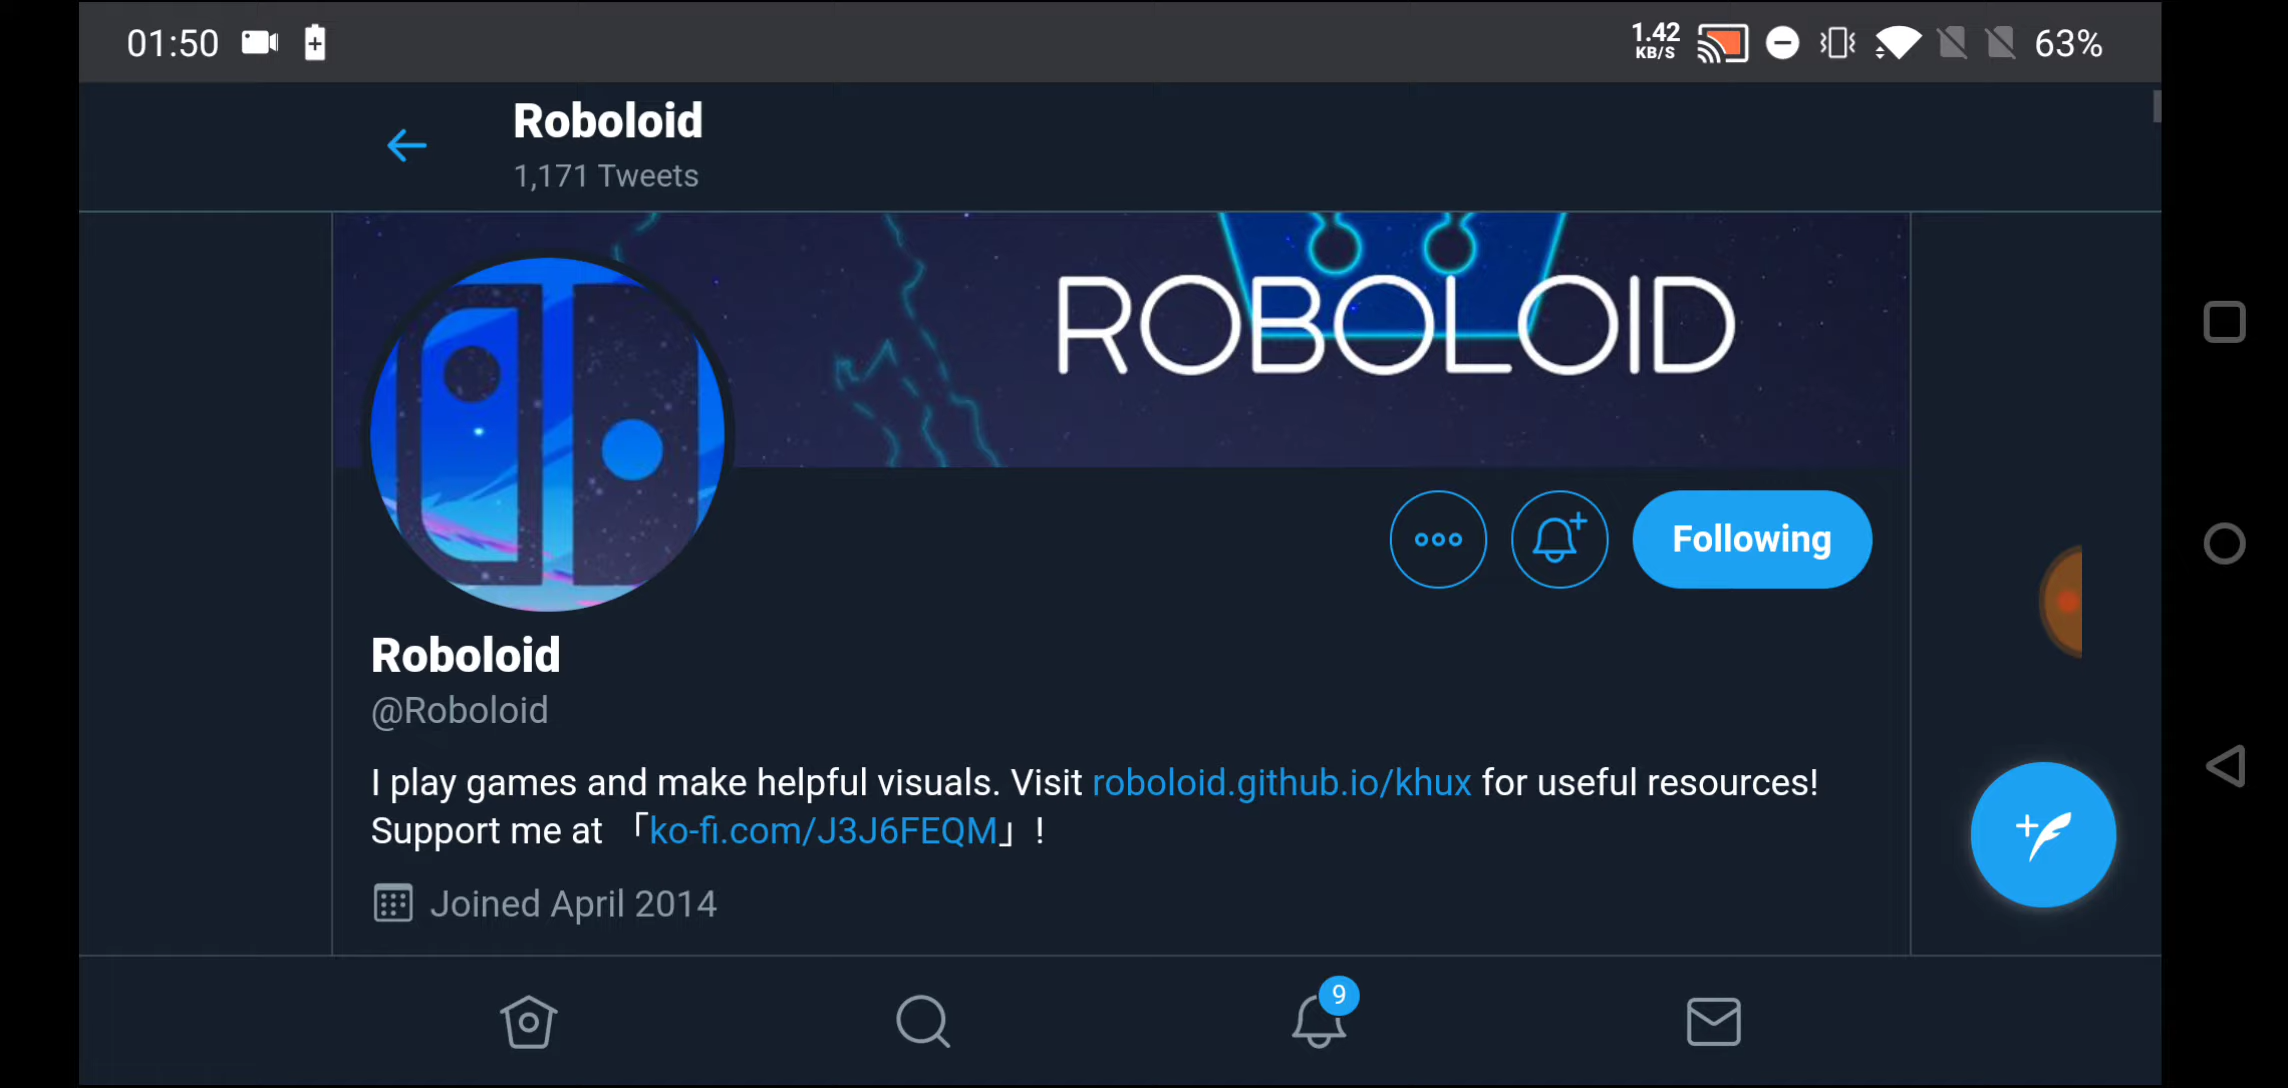 01:50
1.42
KB/S
63%
Roboloid
1,171 Tweets
ROBOLOID
Following
Roboloid
@Roboloid
I play games and make helpful visuals. Visit roboloid.github.io/khux for useful resources!
Support me at 「ko-fi.com/J3J6FEQM」!
Joined April 2014
9